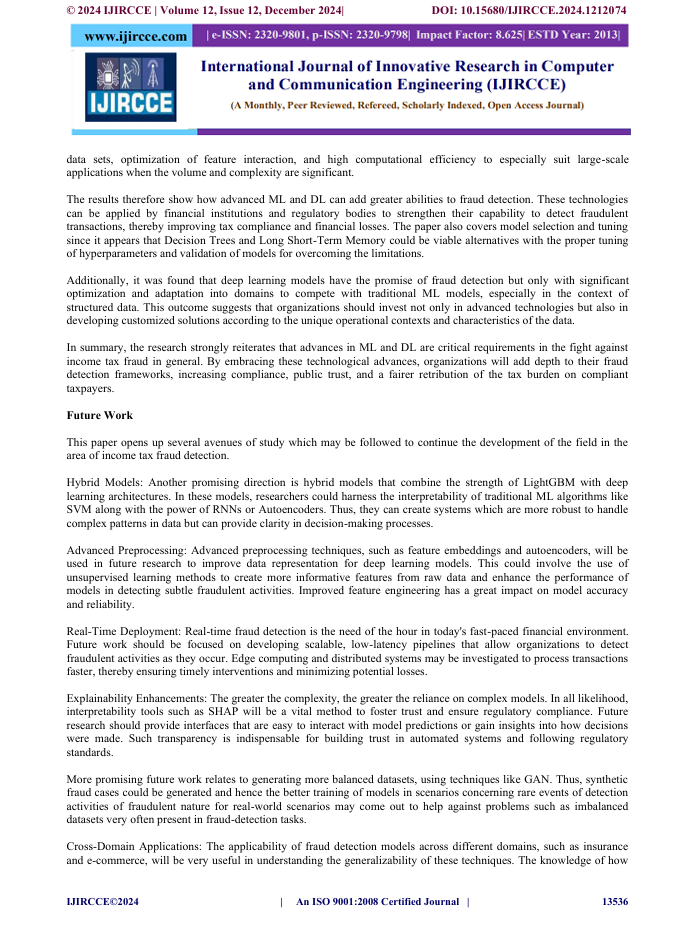 © 2024 IJIRCCE | Volume 12, Issue 12, December 2024| DOI: 10.15680/IJIRCCE.2024.1212074
www.ijircce.com | e-ISSN: 2320-9801, p-ISSN: 2320-9798| Impact Factor: 8.625| ESTD Year: 2013|
International Journal of Innovative Research in Computer
and Communication Engineering (IJIRCCE)
IJIRCCE
(A Monthly, Peer Reviewed, Refereed, Scholarly Indexed, Open Access Journal)
data sets, optimization of feature interaction, and high computational efficiency to especially suit large-scale
applications when the volume and complexity are significant.
The results therefore show how advanced ML and DL can add greater abilities to fraud detection. These technologies
can be applied by financial institutions and regulatory bodies to strengthen their capability to detect fraudulent
transactions, thereby improving tax compliance and financial losses. The paper also covers model selection and tuning
since it appears that Decision Trees and Long Short-Term Memory could be viable alternatives with the proper tuning
of hyperparameters and validation of models for overcoming the limitations.
Additionally, it was found that deep learning models have the promise of fraud detection but only with significant
optimization and adaptation into domains to compete with traditional ML models, especially in the context of
structured data. This outcome suggests that organizations should invest not only in advanced technologies but also in
developing customized solutions according to the unique operational contexts and characteristics of the data.
In summary, the research strongly reiterates that advances in ML and DL are critical requirements in the fight against
income tax fraud in general. By embracing these technological advances, organizations will add depth to their fraud
detection frameworks, increasing compliance, public trust, and a fairer retribution of the tax burden on compliant
taxpayers.
Future Work
This paper opens up several avenues of study which may be followed to continue the development of the field in the
area of income tax fraud detection.
Hybrid Models: Another promising direction is hybrid models that combine the strength of LightGBM with deep
learning architectures. In these models, researchers could harness the interpretability of traditional ML algorithms like
SVM along with the power of RNNs or Autoencoders. Thus, they can create systems which are more robust to handle
complex patterns in data but can provide clarity in decision-making processes.
Advanced Preprocessing: Advanced preprocessing techniques, such as feature embeddings and autoencoders, will be
used in future research to improve data representation for deep learning models. This could involve the use of
unsupervised learning methods to create more informative features from raw data and enhance the performance of
models in detecting subtle fraudulent activities. Improved feature engineering has a great impact on model accuracy
and reliability.
Real-Time Deployment: Real-time fraud detection is the need of the hour in today's fast-paced financial environment.
Future work should be focused on developing scalable, low-latency pipelines that allow organizations to detect
fraudulent activities as they occur. Edge computing and distributed systems may be investigated to process transactions
faster, thereby ensuring timely interventions and minimizing potential losses.
Explainability Enhancements: The greater the complexity, the greater the reliance on complex models. In all likelihood,
interpretability tools such as SHAP will be a vital method to foster trust and ensure regulatory compliance. Future
research should provide interfaces that are easy to interact with model predictions or gain insights into how decisions
were made. Such transparency is indispensable for building trust in automated systems and following regulatory
standards.
More promising future work relates to generating more balanced datasets, using techniques like GAN. Thus, synthetic
fraud cases could be generated and hence the better training of models in scenarios concerning rare events of detection
activities of fraudulent nature for real-world scenarios may come out to help against problems such as imbalanced
datasets very often present in fraud-detection tasks.
Cross-Domain Applications: The applicability of fraud detection models across different domains, such as insurance
and e-commerce, will be very useful in understanding the generalizability of these techniques. The knowledge of how
IJIRCCE©2024 | An ISO 9001:2008 Certified Journal | 13536